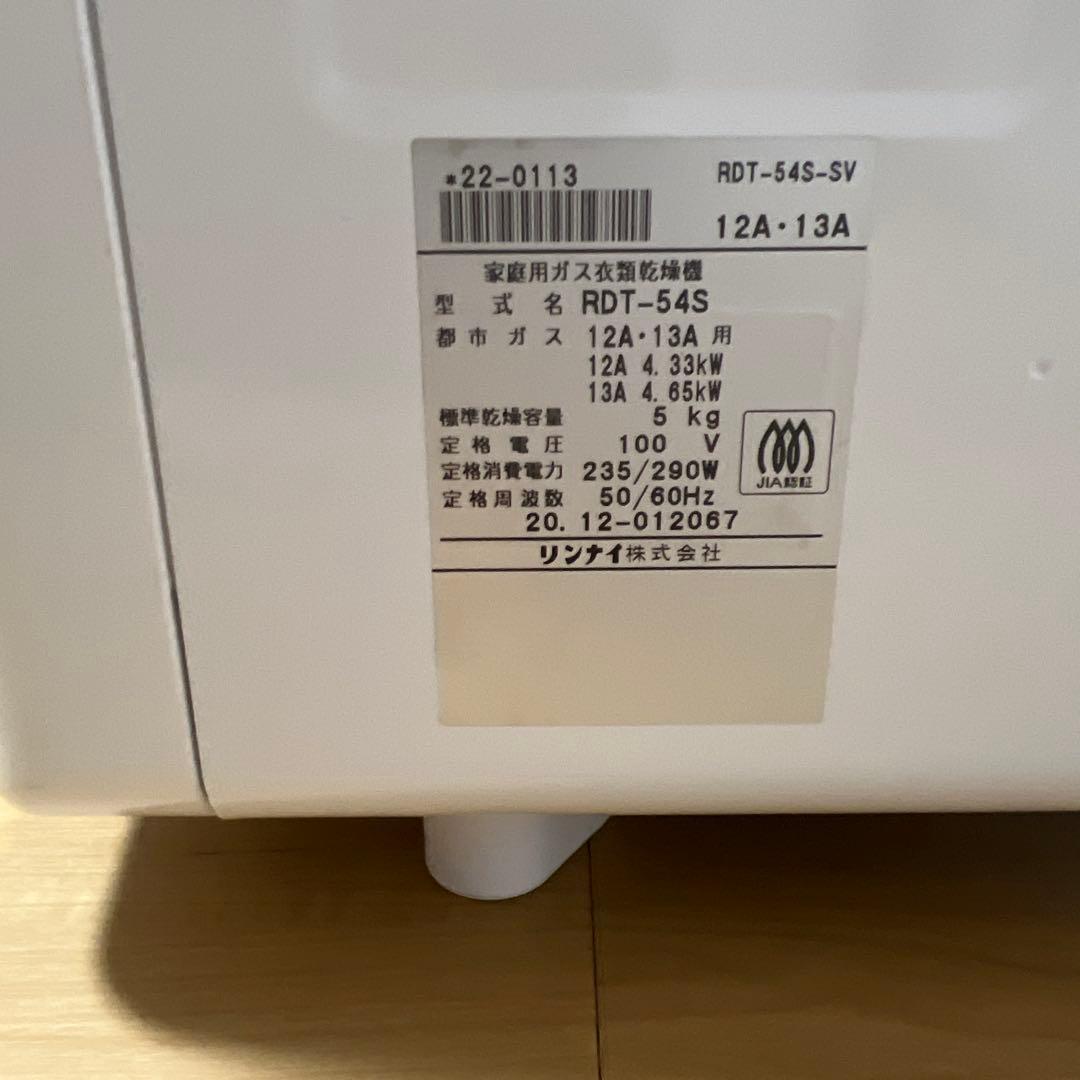 *22-0113 RDT-54S-SV
12A・13A
家庭用ガス衣類乾燥機
型式名 RDT-54S
都市ガス 12A・13A用
12A 4.33kW
13A 4.65kW
標準乾燥容量 5 kg
定格電圧 100 V
定格消費電力 235/290W
定格周波数 50/60Hz
JIA認証
20.12-012067
リンナイ株式会社